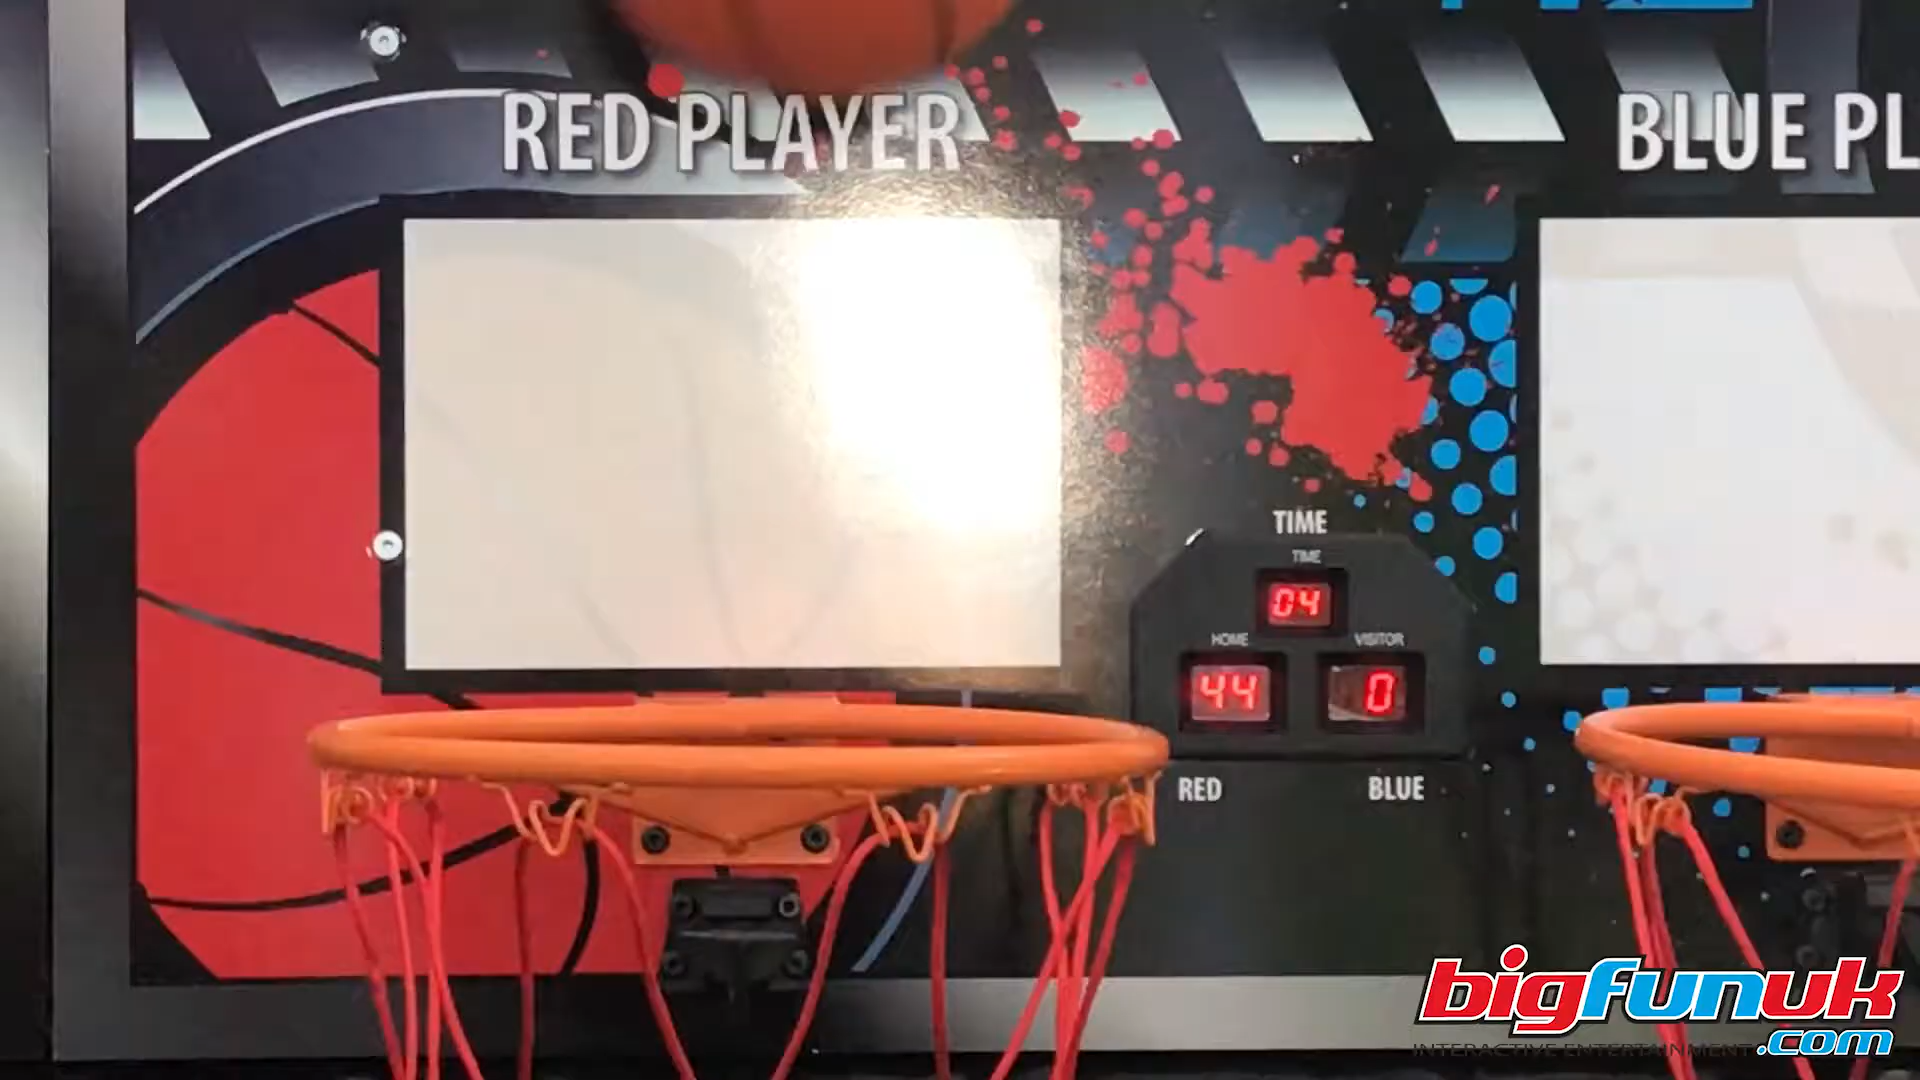 RED PLAYER
BLUE PL
TIME
TIME
04
HOME VISITOR
44 0
RED BLUE
bigfunuk
.com
INTERACTIVE ENTERTAINMENT